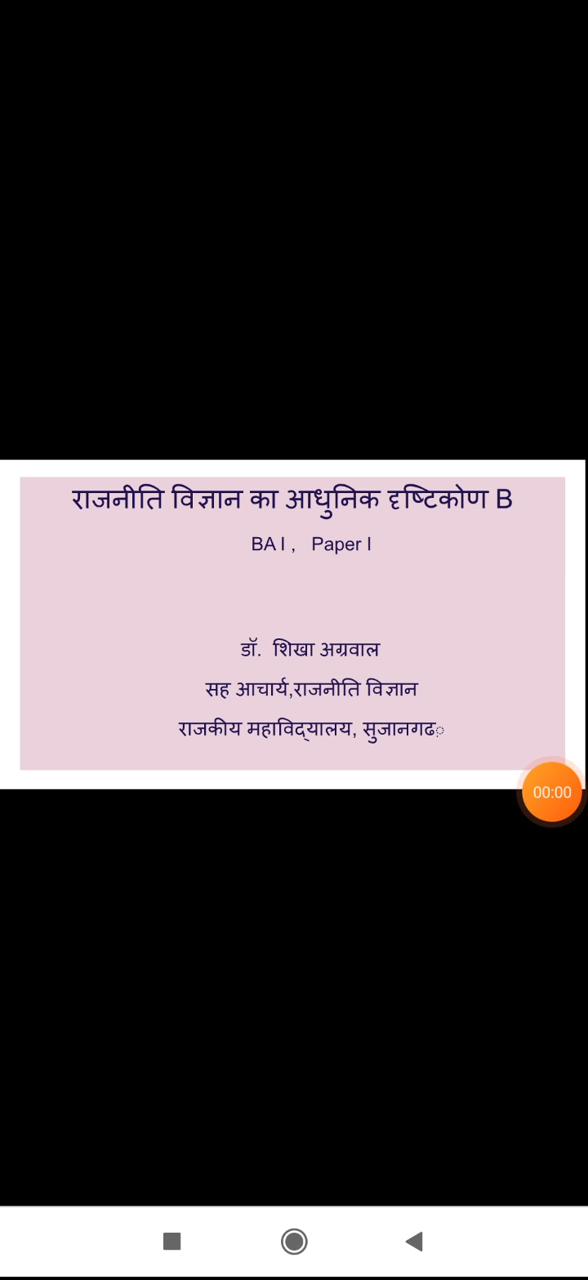 राजनीति विज्ञान का आधुनिक दृष्टिकोण B
BA I , Paper I
डॉ. शिखा अग्रवाल
सह आचार्य,राजनीति विज्ञान
राजकीय महाविद्यालय, सुजानगढ़
00:00